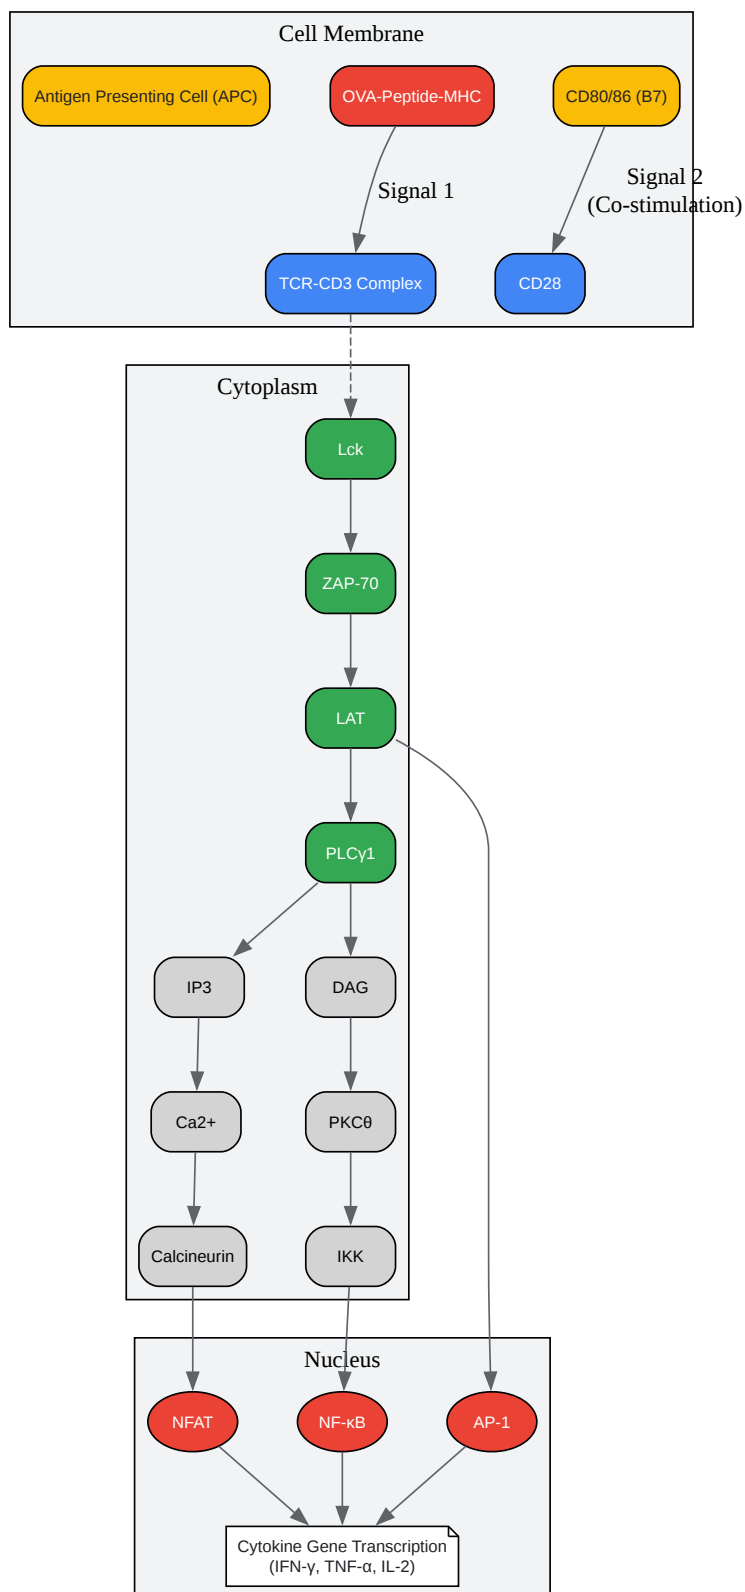 Cell Membrane
Antigen Presenting Cell (APC)
OVA-Peptide-MHC
CD80/86 (B7)
Signal 1
Signal 2
(Co-stimulation)
TCR-CD3 Complex
CD28
Cytoplasm
Lck
ZAP-70
LAT
PLCγ1
IP3
DAG
Ca2+
PKCθ
Calcineurin
IKK
Nucleus
NFAT
NF-κB
AP-1
Cytokine Gene Transcription
(IFN-γ, TNF-α, IL-2)